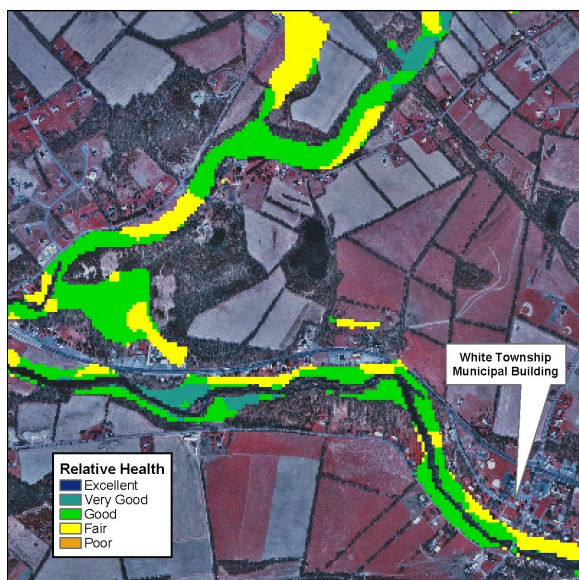 White Township
Municipal Building
Relative Health
Excellent
Very Good
Good
Fair
Poor